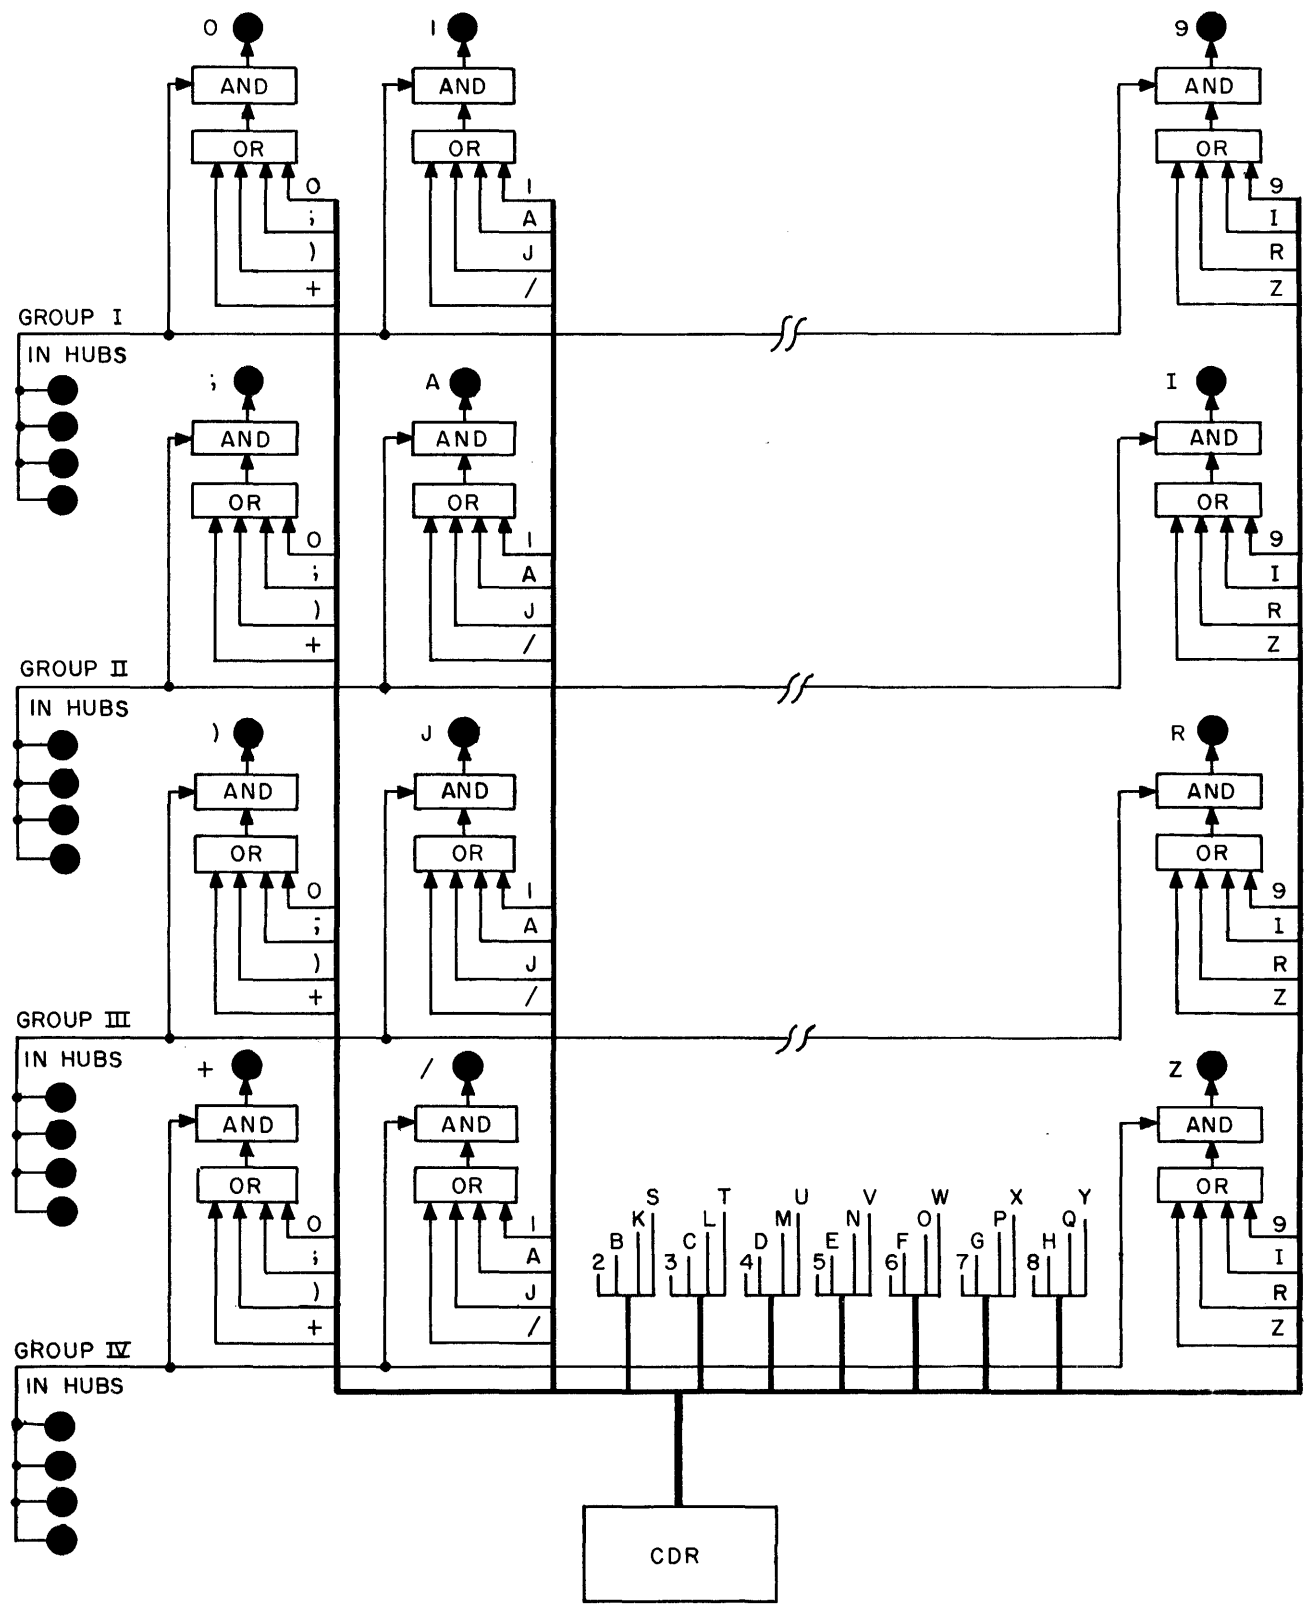 0 1 9
AND AND AND
OR OR OR
0 1 9
; A I
) J R
+ / Z
GROUP I
IN HUBS
; A I
AND AND AND
OR OR OR
0 1 9
; A I
) J R
+ / Z
GROUP II
IN HUBS
) J R
AND AND AND
OR OR OR
0 1 9
; A I
) J R
+ / Z
GROUP III
IN HUBS
+ / Z
AND AND AND
OR OR OR
S T U V W X Y
K L M N O P Q
B C D E F G H
2 3 4 5 6 7 8
0 1 9
; A I
) J R
+ / Z
GROUP IV
IN HUBS
CDR